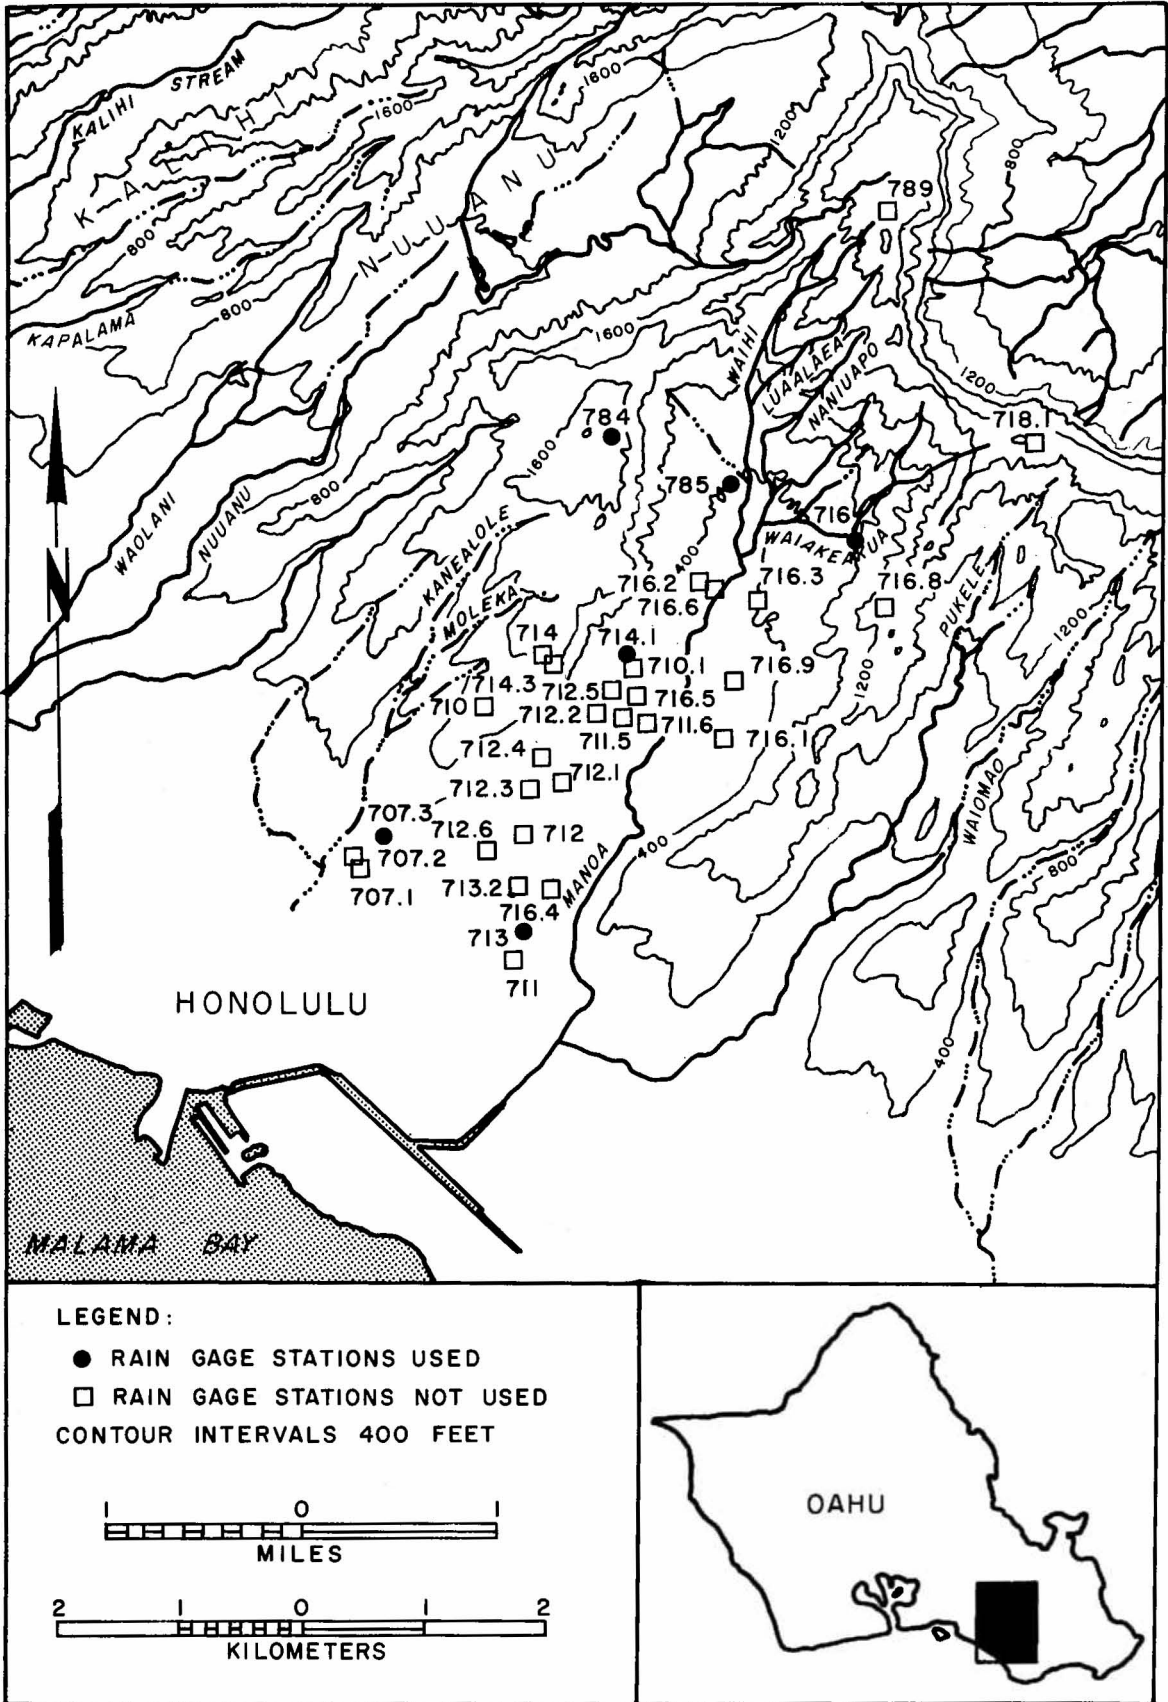 KALIHI STREAM
KALIHI
1600
1600
1200
800
789
800
NUUANU
KAPALAMA
800
1600
WAIHI
LUAALAEA
NANIUAPO
1200
784
718.1
1600
785
800
WAOLANI
NUUANU
716
WAIAKEAKUA
KANEALOLE
400
716.2
716.3
716.8
716.6
PUKELE
MOLEKA
1200
N
714
714.1
710.1
716.9
714.3
712.5
716.5
1200
710
712.2
711.5
711.6
716.1
712.4
712.1
712.3
WAIOMAO
707.3
712.6
712
400
707.2
800
713.2
MANOA
707.1
716.4
713
711
HONOLULU
400
MALAMA BAY
LEGEND:
RAIN GAGE STATIONS USED
RAIN GAGE STATIONS NOT USED
CONTOUR INTERVALS 400 FEET
1 0 1
MILES
2 1 0 1 2
KILOMETERS
OAHU